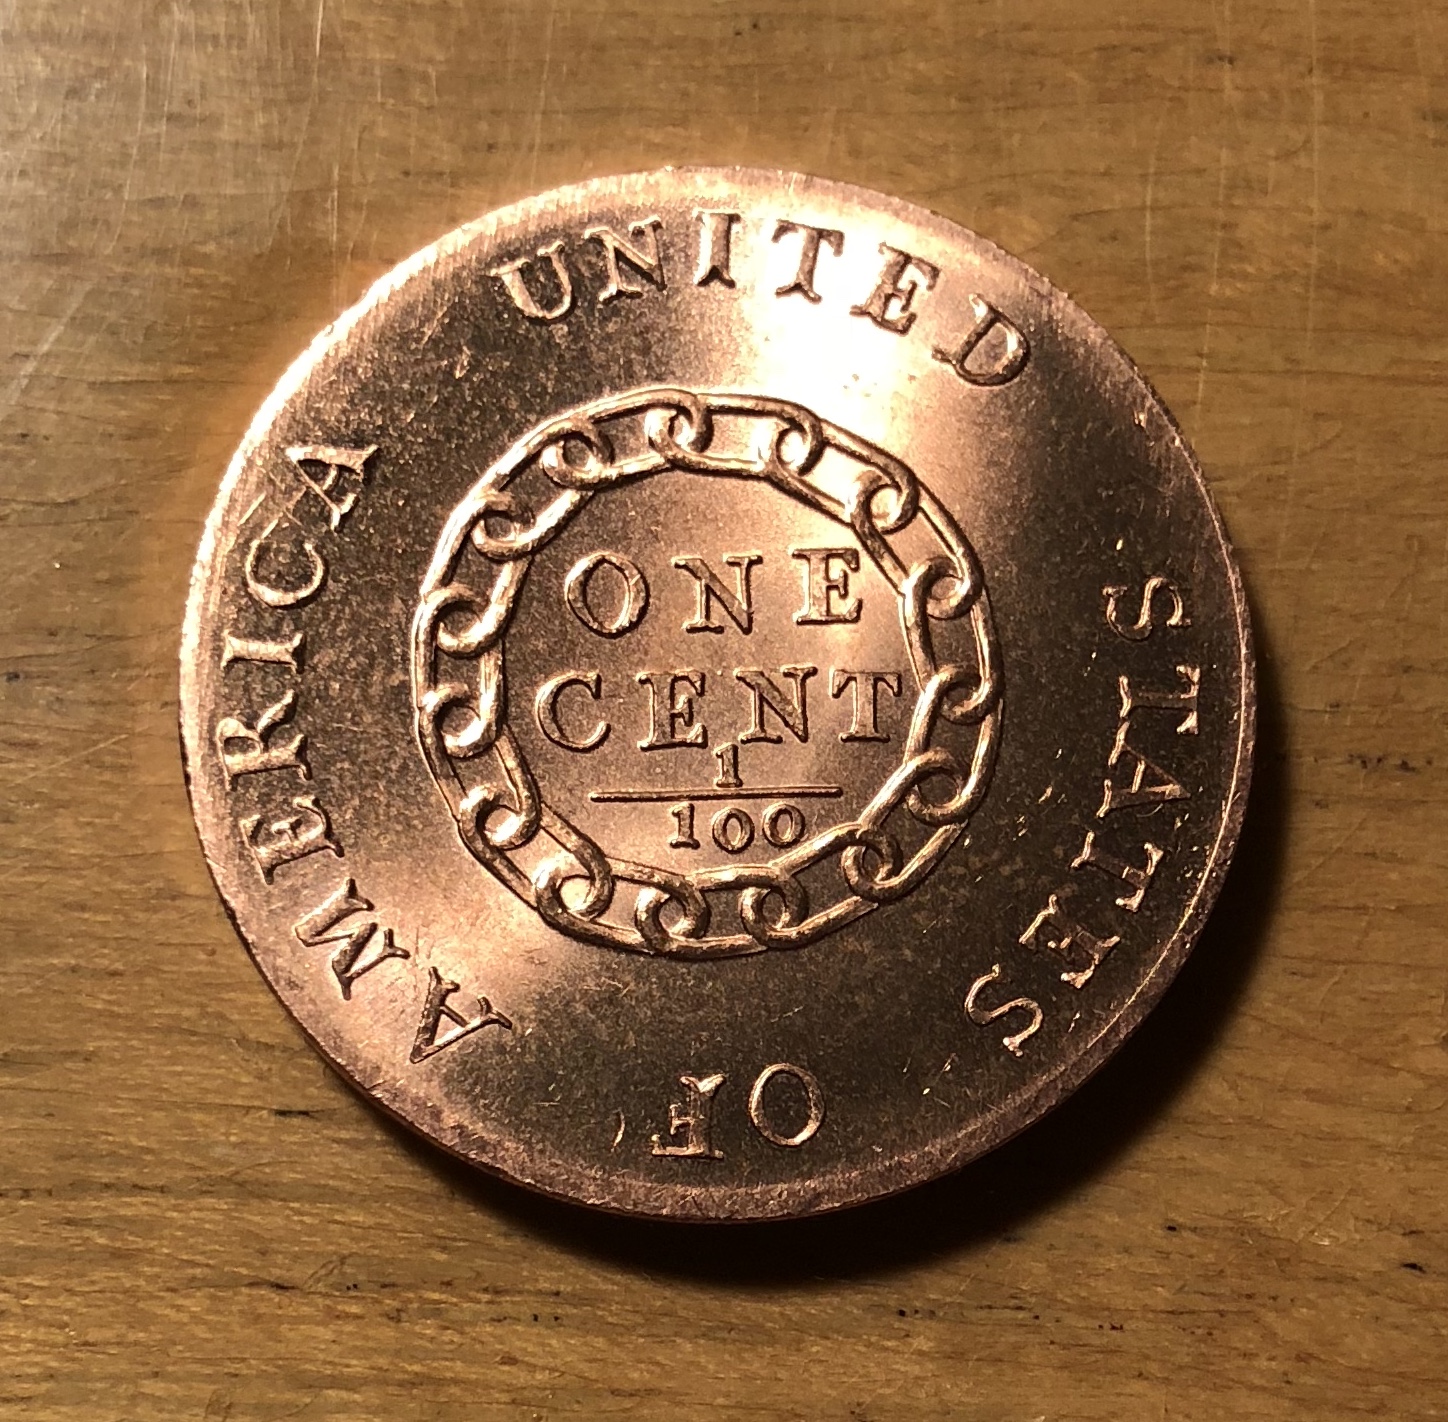 UNITED STATES OF AMERICA
ONE
CENT
1
100